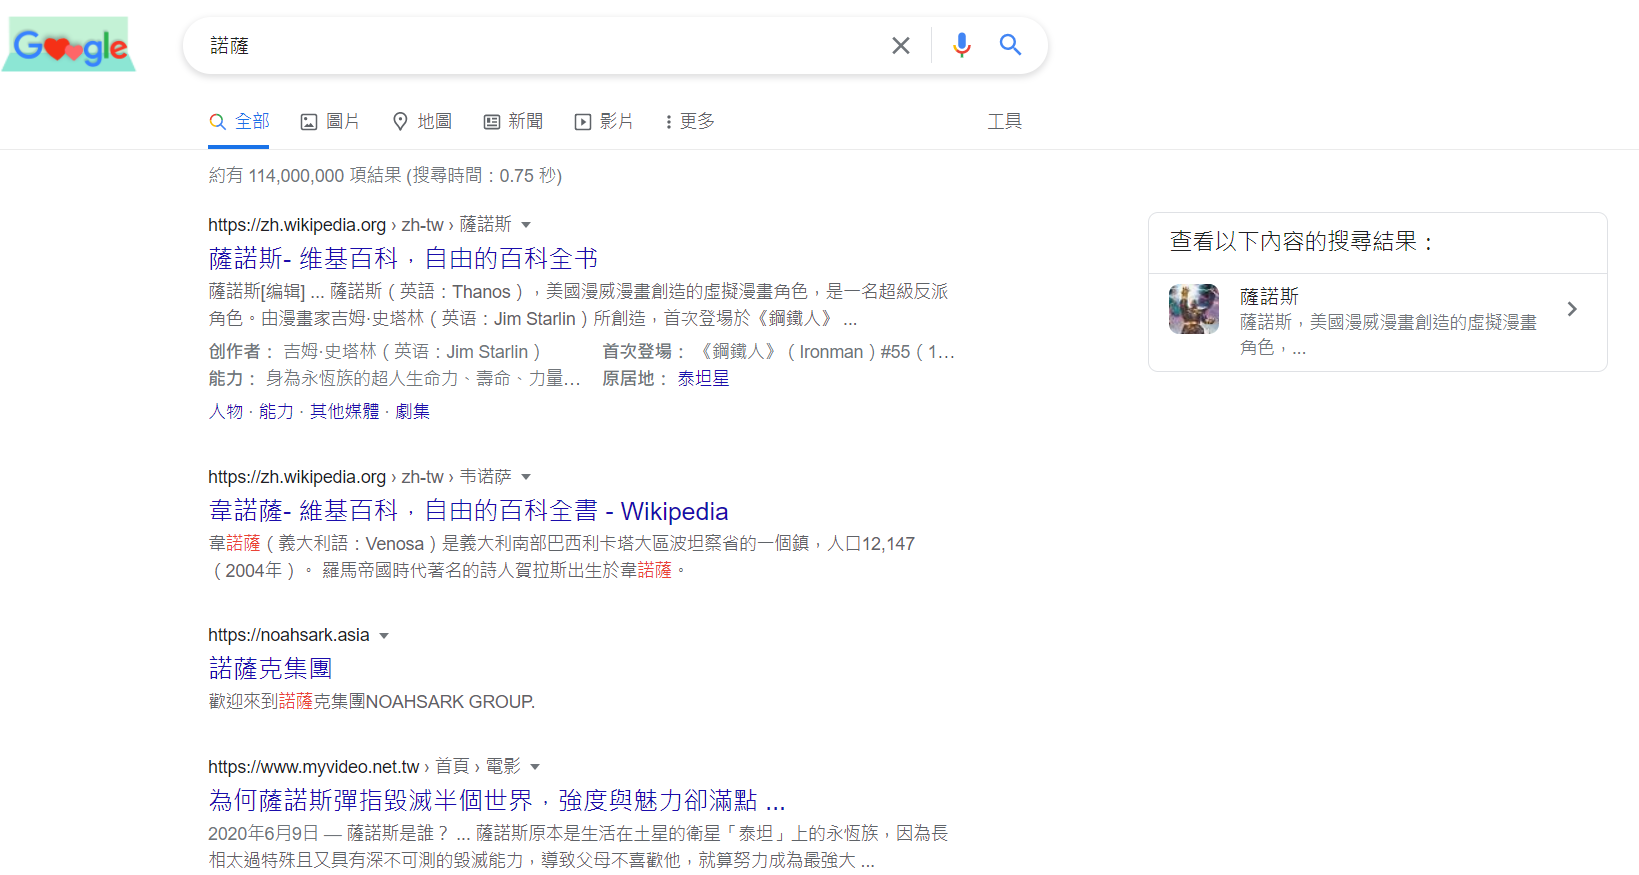 Google
諾薩
全部
圖片
地圖
新聞
影片
更多
工具
約有 114,000,000 項結果 (搜尋時間：0.75 秒)
https://zh.wikipedia.org › zh-tw › 薩諾斯
薩諾斯- 維基百科，自由的百科全书
薩諾斯[编辑] ... 薩諾斯（英語：Thanos），美國漫威漫畫創造的虛擬漫畫角色，是一名超級反派
角色。由漫畫家吉姆·史塔林（英语：Jim Starlin）所創造，首次登場於《鋼鐵人》 ...
创作者： 吉姆·史塔林（英语：Jim Starlin）
首次登場： 《鋼鐵人》（Ironman）#55（1...
能力： 身為永恆族的超人生命力、壽命、力量...
原居地： 泰坦星
人物 · 能力 · 其他媒體 · 劇集
https://zh.wikipedia.org › zh-tw › 韦诺萨
韋諾薩- 維基百科，自由的百科全書 - Wikipedia
韋諾薩（義大利語：Venosa）是義大利南部巴西利卡塔大區波坦察省的一個鎮，人口12,147
（2004年）。 羅馬帝國時代著名的詩人賀拉斯出生於韋諾薩。
https://noahsark.asia
諾薩克集團
歡迎來到諾薩克集團NOAHSARK GROUP.
https://www.myvideo.net.tw › 首頁 › 電影
為何薩諾斯彈指毀滅半個世界，強度與魅力卻滿點 ...
2020年6月9日 — 薩諾斯是誰？ ... 薩諾斯原本是生活在土星的衛星「泰坦」上的永恆族，因為長
相太過特殊且又具有深不可測的毀滅能力，導致父母不喜歡他，就算努力成為最強大 ...
查看以下內容的搜尋結果：
薩諾斯
薩諾斯，美國漫威漫畫創造的虛擬漫畫
角色，...